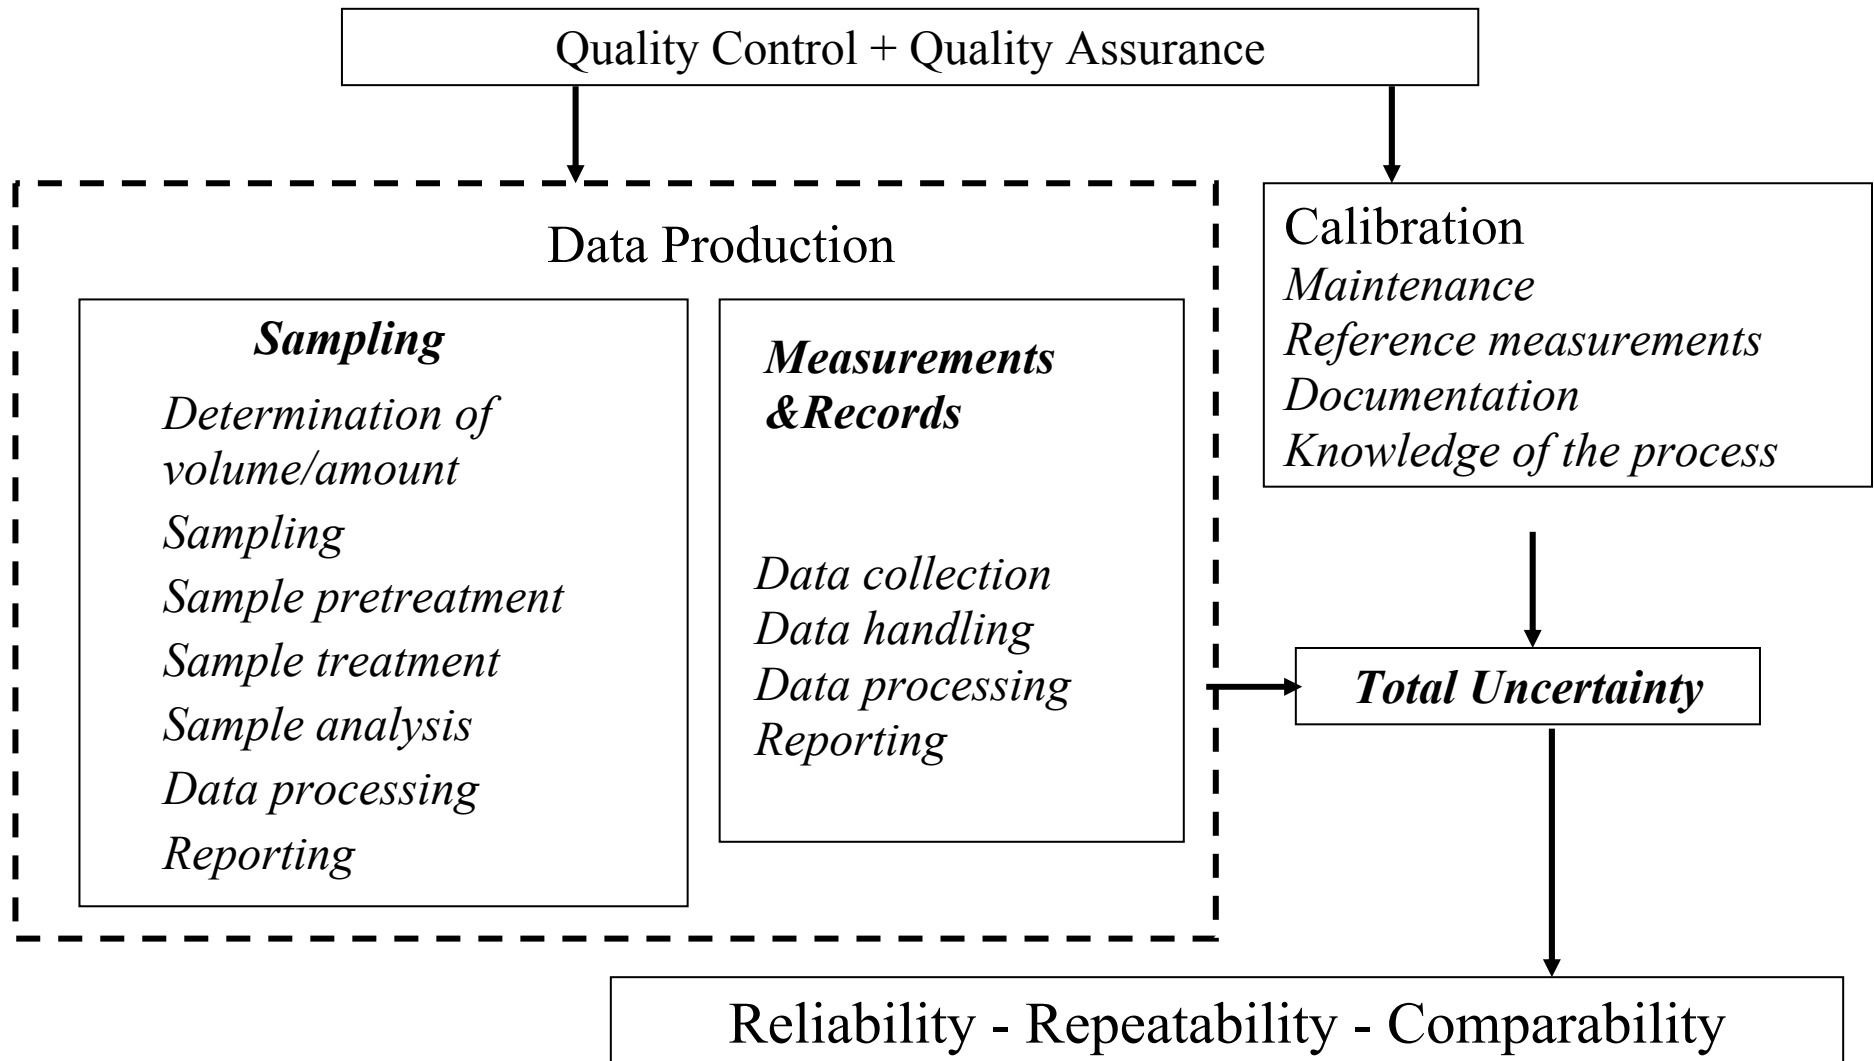 Quality Control + Quality Assurance
Data Production
Sampling
Determination of
volume/amount
Sampling
Sample pretreatment
Sample treatment
Sample analysis
Data processing
Reporting
Measurements
&Records
Data collection
Data handling
Data processing
Reporting
Calibration
Maintenance
Reference measurements
Documentation
Knowledge of the process
Total Uncertainty
Reliability - Repeatability - Comparability